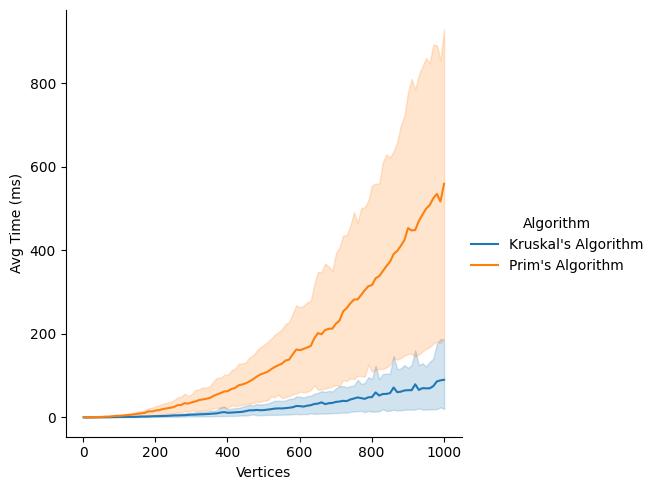 800
600
400
200
0
Avg Time (ms)
0 200 400 600 800 1000
Vertices
Algorithm
Kruskal's Algorithm
Prim's Algorithm